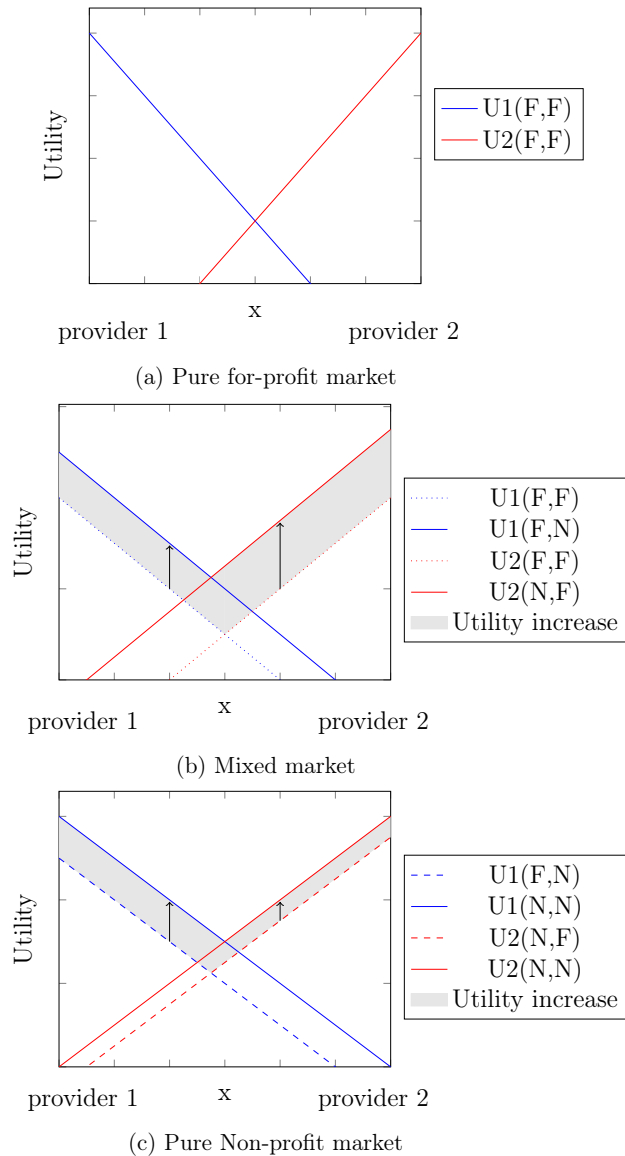 Utility
U1(F,F)
U2(F,F)
x
provider 1 provider 2
(a) Pure for-profit market
Utility
U1(F,F)
U1(F,N)
U2(F,F)
U2(N,F)
Utility increase
x
provider 1 provider 2
(b) Mixed market
Utility
U1(F,N)
U1(N,N)
U2(N,F)
U2(N,N)
Utility increase
x
provider 1 provider 2
(c) Pure Non-profit market